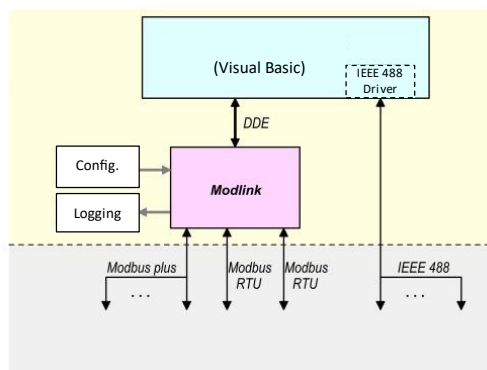 (Visual Basic)
IEEE 488
Driver
DDE
Config.
Modlink
Logging
Modbus plus
Modbus
RTU
Modbus
RTU
IEEE 488
. . .
. . .